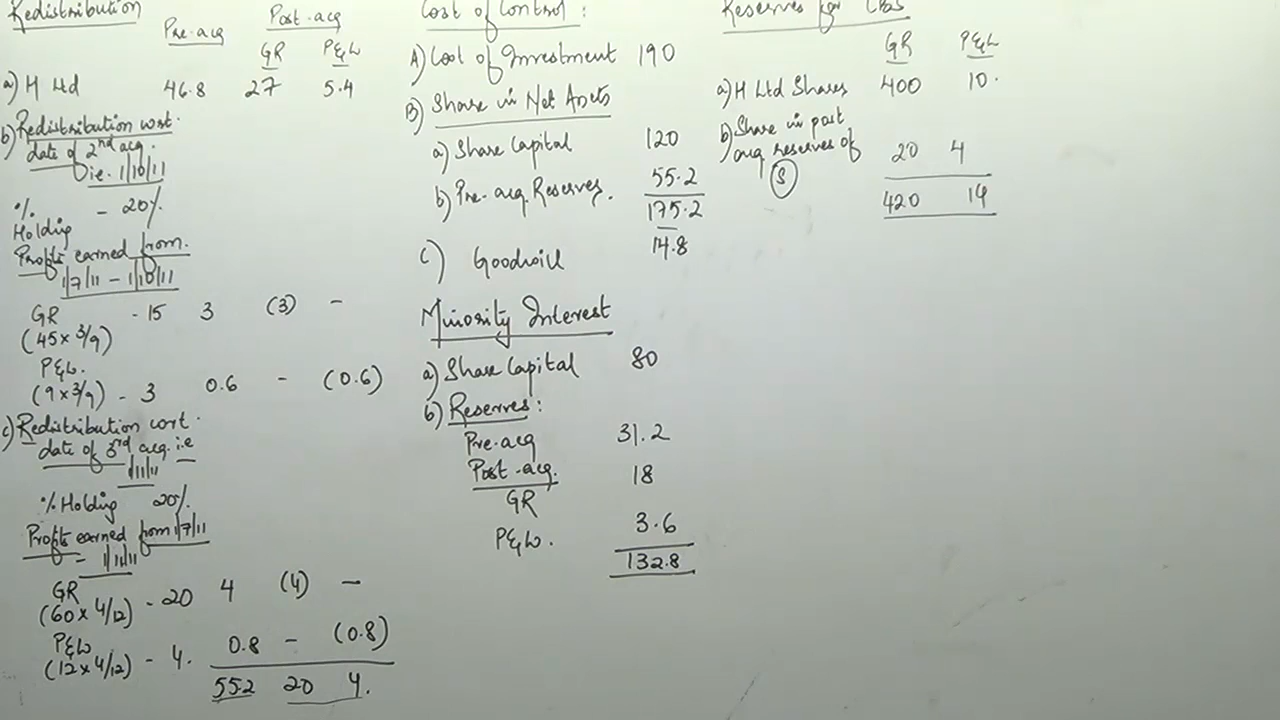 Redistribution
Pre-acq
Post-acq
GR P&L
a) H Ltd 46.8 27 5.4
b) Redistribution wrt.
date of 2nd acq.
i.e. 1/10/11
% - 20%
Holding
Profits earned from.
1/7/11 - 1/10/11
GR - 15 3 (3) -
(45 x 3/9)
P&L.
(9 x 3/9) - 3 0.6 - (0.6)
c) Redistribution wrt.
date of 3rd acq. i.e
1/11/11
% Holding 20%
Profits earned from 1/7/11
- 1/11/11
GR
(60 x 4/12) - 20 4 (4) -
P&L
(12 x 4/12) - 4. 0.8 - (0.8)
55.2 20 4.
Cost of Control :
A) Cost of Investment 190
B) Share in Net Assets
a) Share Capital 120
b) Pre-acq Reserves. 55.2
175.2
c) Goodwill 14.8
Minority Interest
a) Share Capital 80
b) Reserves :
Pre-acq 31.2
Post-acq. 18
GR
P&L. 3.6
132.8
Reserves for CBS
GR P&L
a) H Ltd Shares 400 10.
b) Share in post
acq reserves of 20 4
S
420 14